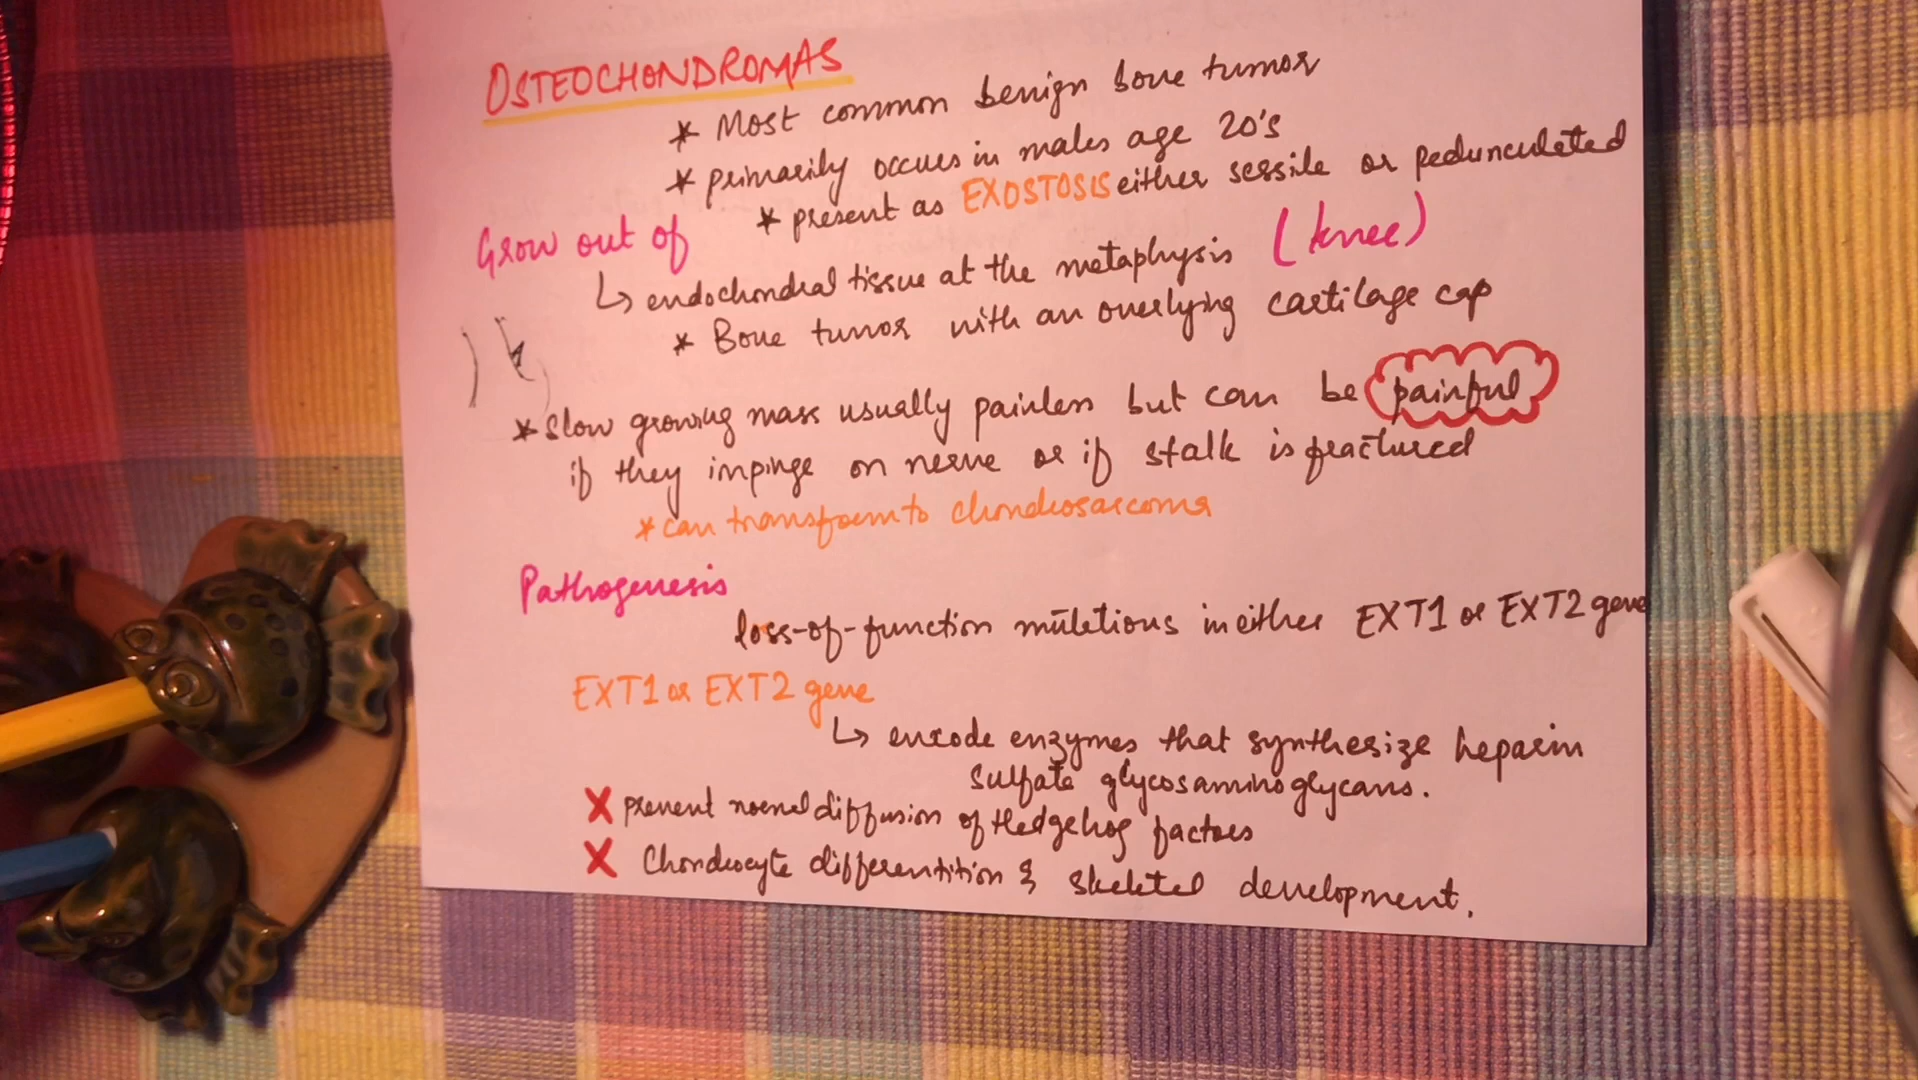 OSTEOCHONDROMAS
* Most common benign bone tumor
* primarily occurs in males age 20's
* present as EXOSTOSIS either sessile or pedunculated
Grow out of
↳ endochondral tissue at the metaphysis (knee)
* Bone tumor with an overlying cartilage cap
* Slow growing mass usually painless but can be painful
if they impinge on nerve or if stalk is fractured
* can transform to chondrosarcoma
Pathogenesis
loss-of-function mutetions in either EXT1 or EXT2 gene
EXT1 or EXT2 gene
↳ encode enzymes that synthesize heparin
sulfate glycosaminoglycans.
X prevent normal diffusion of Hedgehog factors
X Chondrocyte differentition & skeletal development.